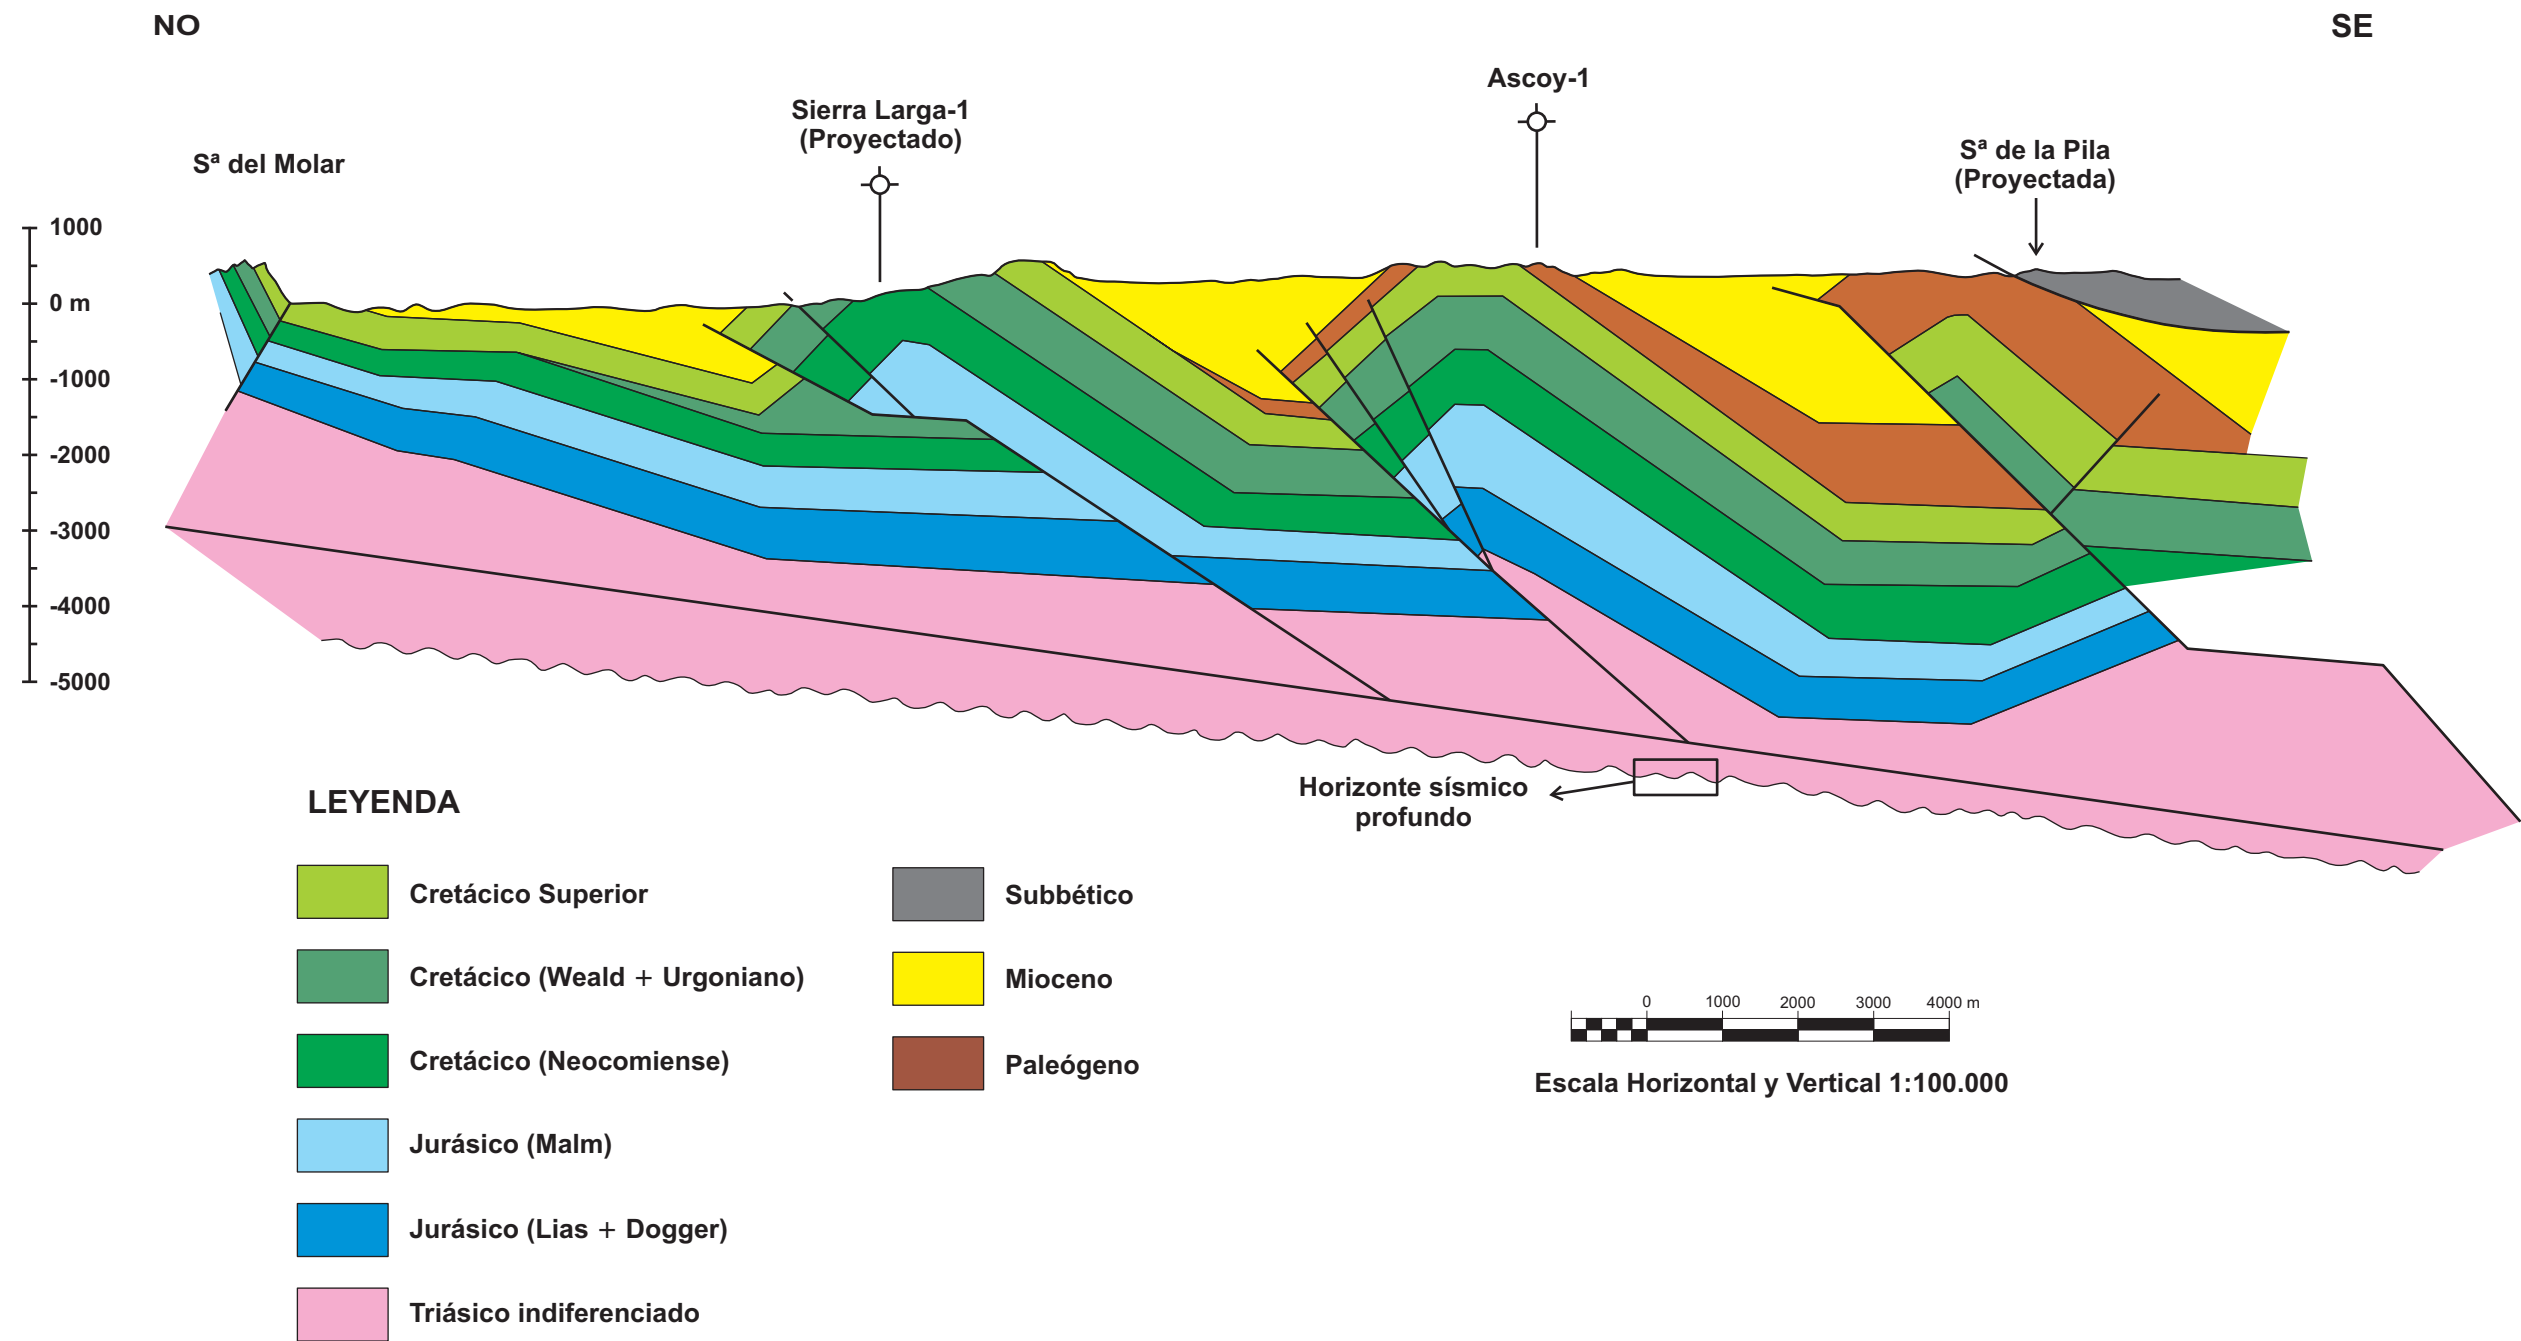 NO
SE
Ascoy-1
Sierra Larga-1
(Proyectado)
Sª del Molar
Sª de la Pila
(Proyectada)
1000
0 m
-1000
-2000
-3000
-4000
-5000
Horizonte sísmico
profundo
LEYENDA
Cretácico Superior
Cretácico (Weald + Urgoniano)
Cretácico (Neocomiense)
Jurásico (Malm)
Jurásico (Lias + Dogger)
Triásico indiferenciado
Subbético
Mioceno
Paleógeno
0 1000 2000 3000 4000 m
Escala Horizontal y Vertical 1:100.000